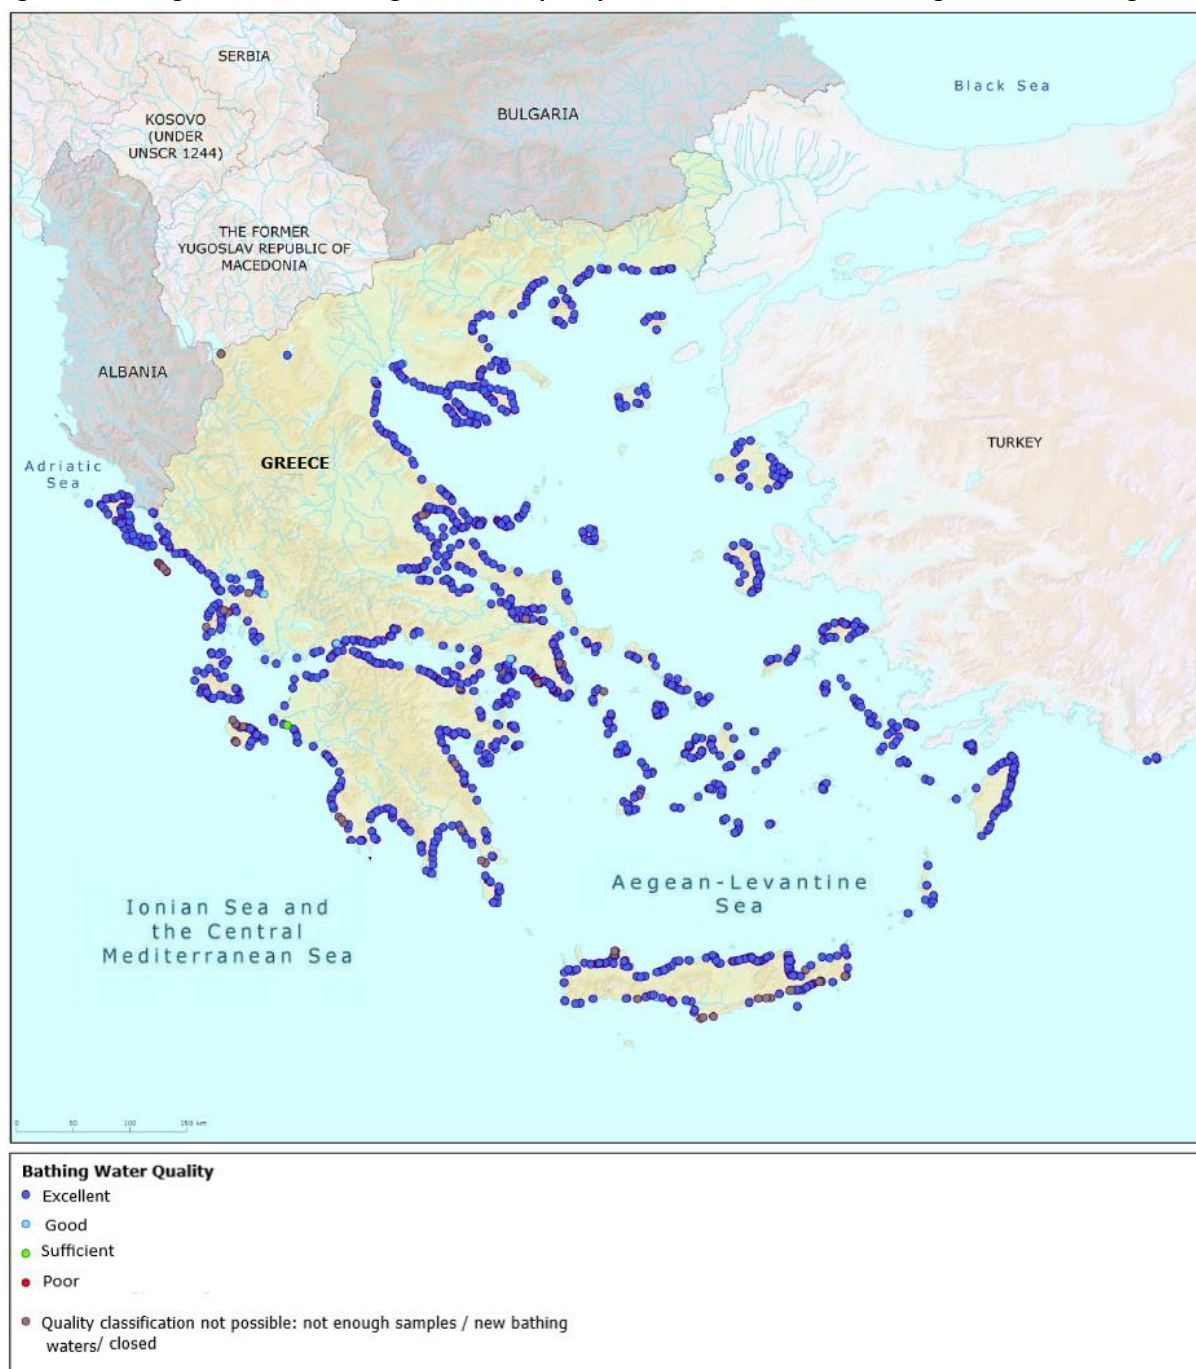 SERBIA
Black Sea
BULGARIA
KOSOVO
(UNDER
UNSCR 1244)
THE FORMER
YUGOSLAV REPUBLIC OF
MACEDONIA
ALBANIA
TURKEY
GREECE
Adriatic
Sea
Aegean-Levantine
Sea
Ionian Sea and
the Central
Mediterranean Sea
0 50 100 150 km
Bathing Water Quality
Excellent
Good
Sufficient
Poor
Quality classification not possible: not enough samples / new bathing
waters/ closed